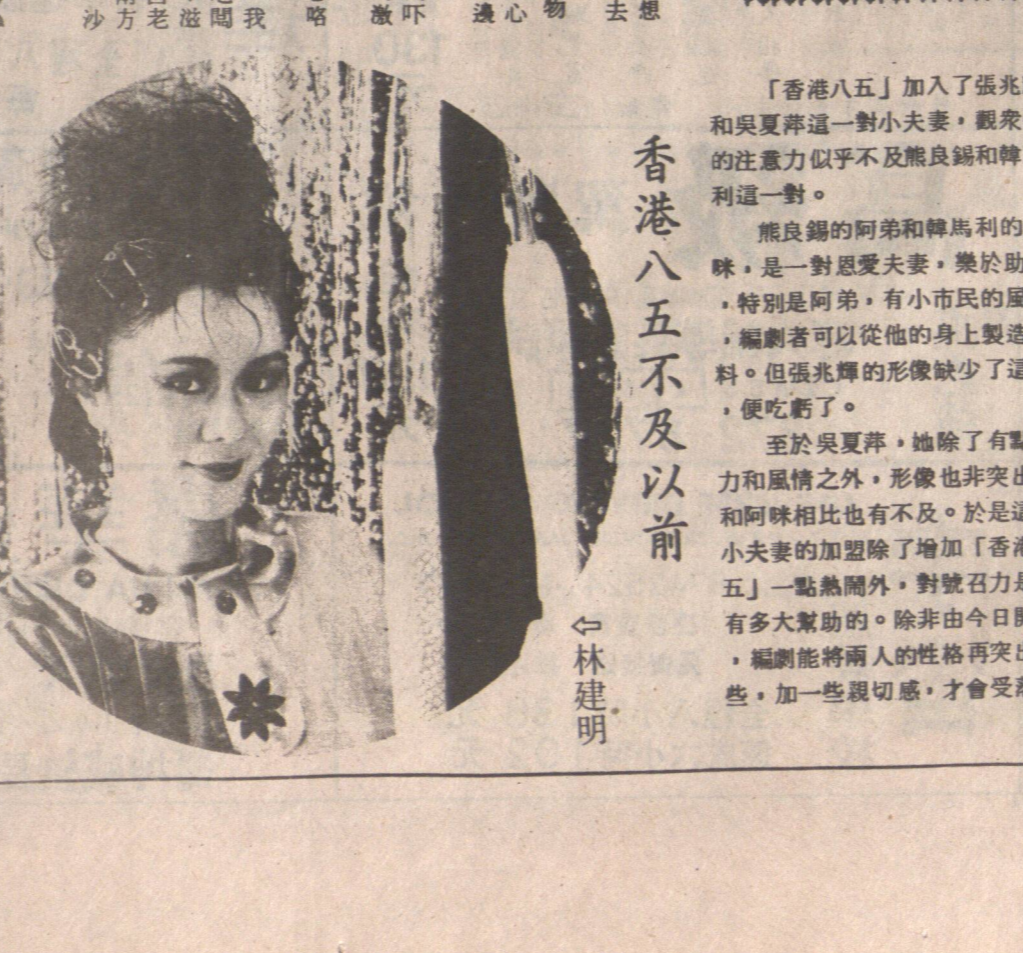 想
去
物
心
邊
吓
激
咯
我
闆
滋
老
方
沙
香港八五不及以前
「香港八五」加入了張兆
和吳夏萍這一對小夫妻，觀衆
的注意力似乎不及熊良錫和韓
利這一對。
熊良錫的阿弟和韓馬利的
咪，是一對恩愛夫妻，樂於助
，特別是阿弟，有小市民的風
，編劇者可以從他的身上製造
料。但張兆輝的形像缺少了這
，便吃虧了。
至於吳夏萍，她除了有點
力和風情之外，形像也非突出
和阿咪相比也有不及。於是這
小夫妻的加盟除了增加「香港
五」一點熱鬧外，對號召力是
有多大幫助的。除非由今日開
，編劇能將兩人的性格再突出
些，加一些親切感，才會受
⇦林建明